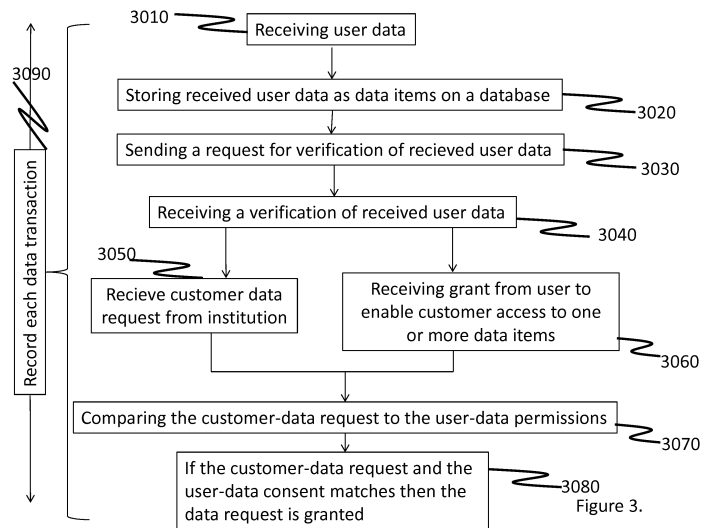 3010
Receiving user data
3090
Storing received user data as data items on a database
3020
Sending a request for verification of recieved user data
3030
Receiving a verification of received user data
3040
3050
Recieve customer data
request from institution
Receiving grant from user to
enable customer access to one
or more data items
3060
Record each data transaction
Comparing the customer-data request to the user-data permissions
3070
If the customer-data request and the
user-data consent matches then the
data request is granted
3080
Figure 3.